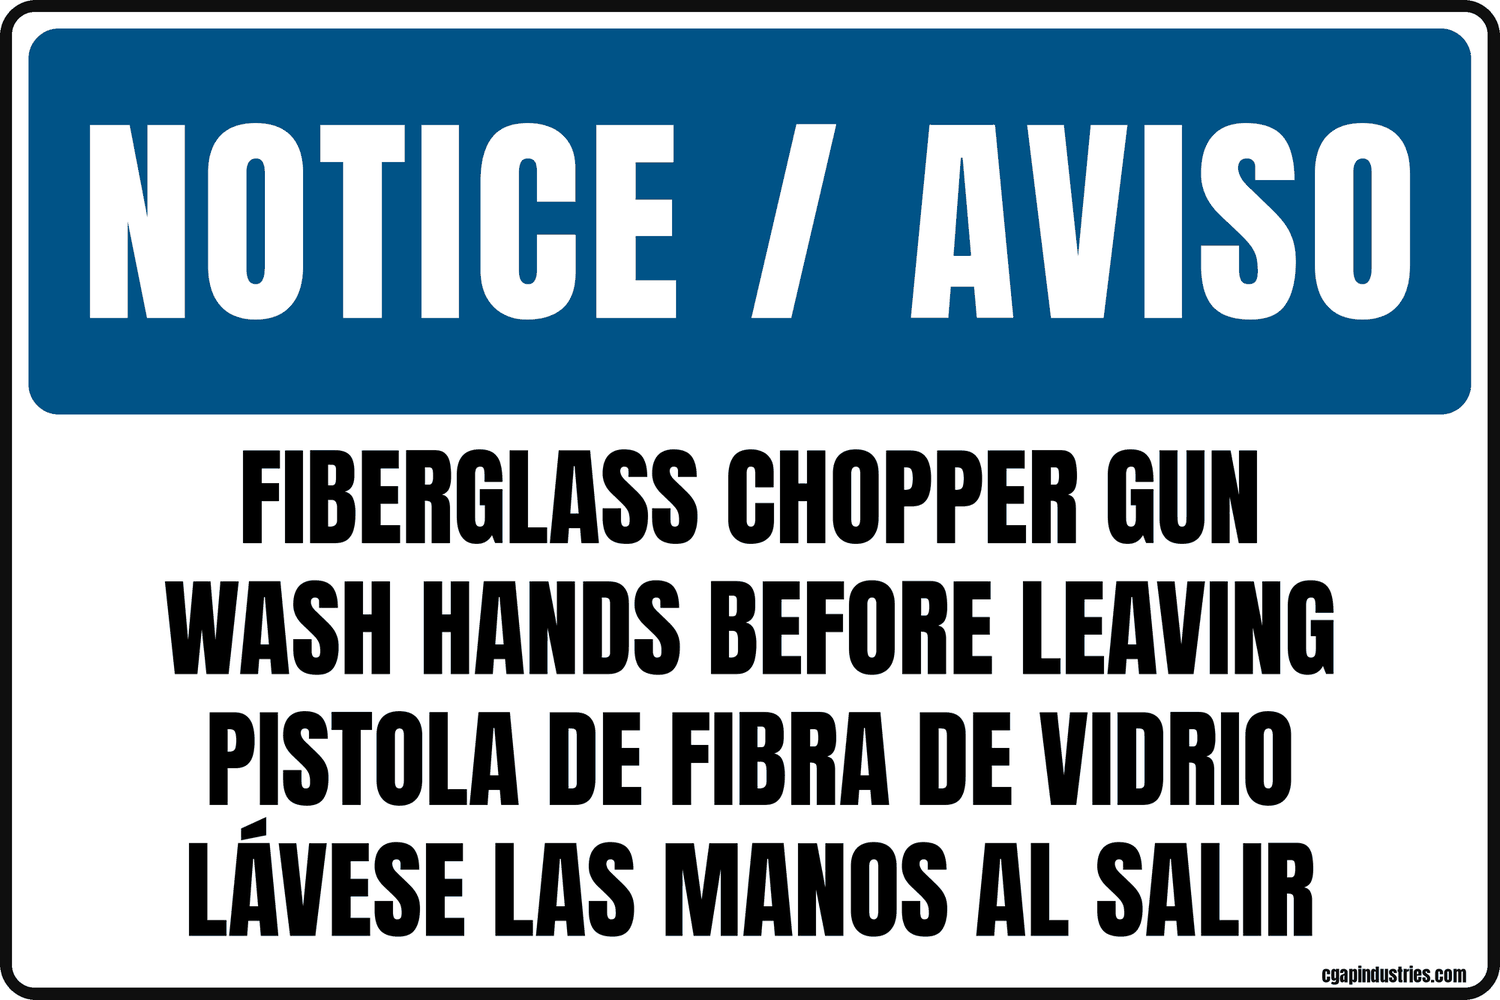 NOTICE / AVISO
FIBERGLASS CHOPPER GUN
WASH HANDS BEFORE LEAVING
PISTOLA DE FIBRA DE VIDRIO
LÁVESE LAS MANOS AL SALIR
cgapindustries.com